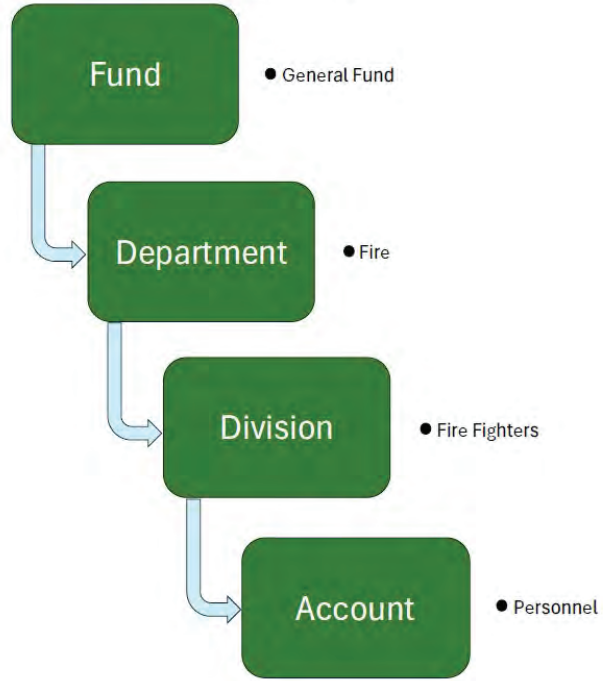 Fund
• General Fund
Department
• Fire
Division
• Fire Fighters
Account
• Personnel